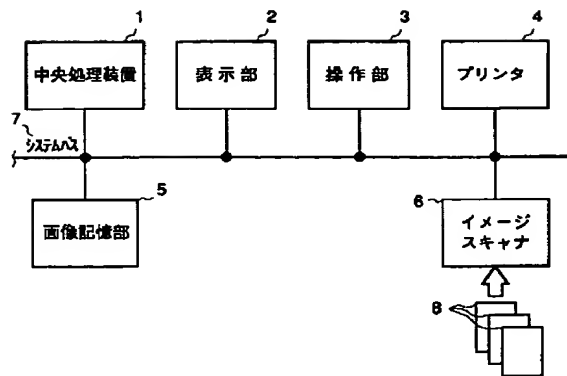 1
中央処理装置
2
表示部
3
操作部
4
プリンタ
7
システムバス
5
画像記憶部
6
イメージ
スキャナ
8